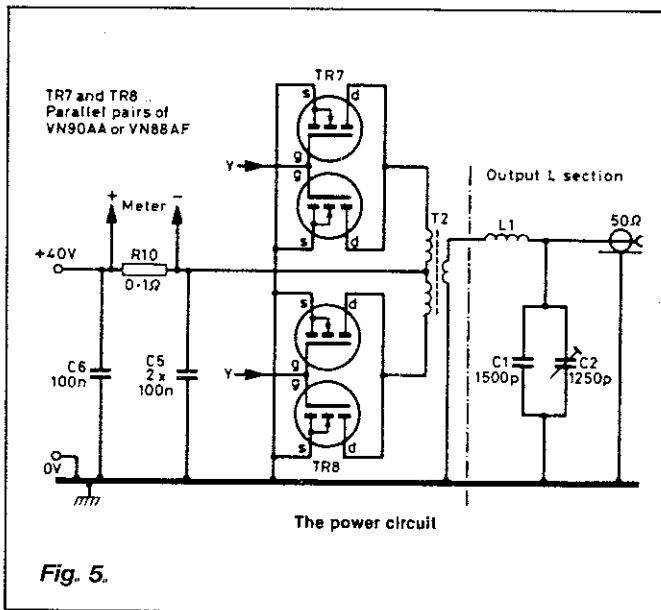 TR7 and TR8 ..
Parallel pairs of
VN90AA or VN88AF
TR7
s
d
g
Y
g
s
d
Output L section
+
Meter
-
T2
L1
50Ω
+40V
R10
0·1Ω
s
d
C6
100n
C5
2 x
100n
g
Y
g
C1
1500p
C2
1250p
s
d
TR8
0V
The power circuit
Fig. 5.